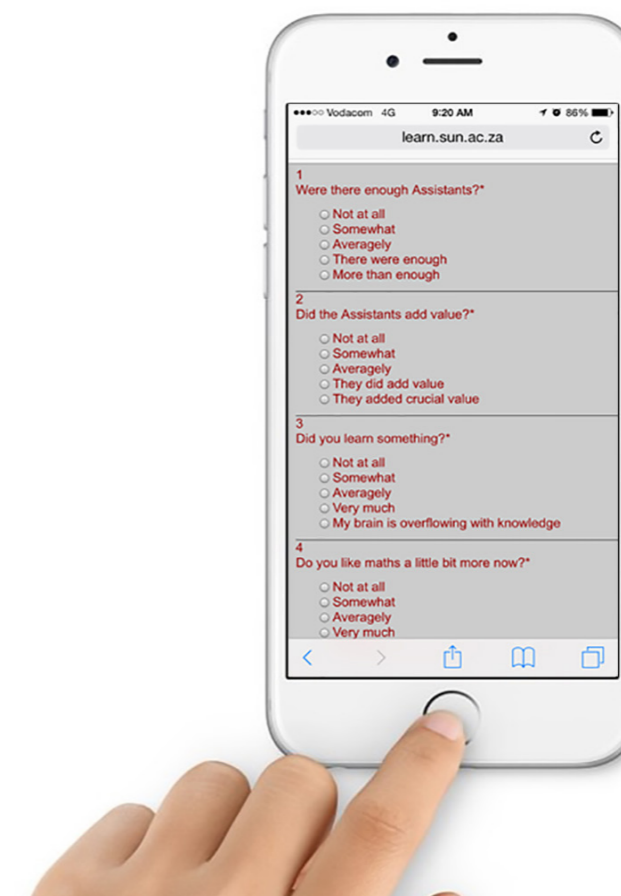 Vodacom 4G 9:20 AM 86%
learn.sun.ac.za
1
Were there enough Assistants?*
Not at all
Somewhat
Averagely
There were enough
More than enough
2
Did the Assistants add value?*
Not at all
Somewhat
Averagely
They did add value
They added crucial value
3
Did you learn something?*
Not at all
Somewhat
Averagely
Very much
My brain is overflowing with knowledge
4
Do you like maths a little bit more now?*
Not at all
Somewhat
Averagely
Very much